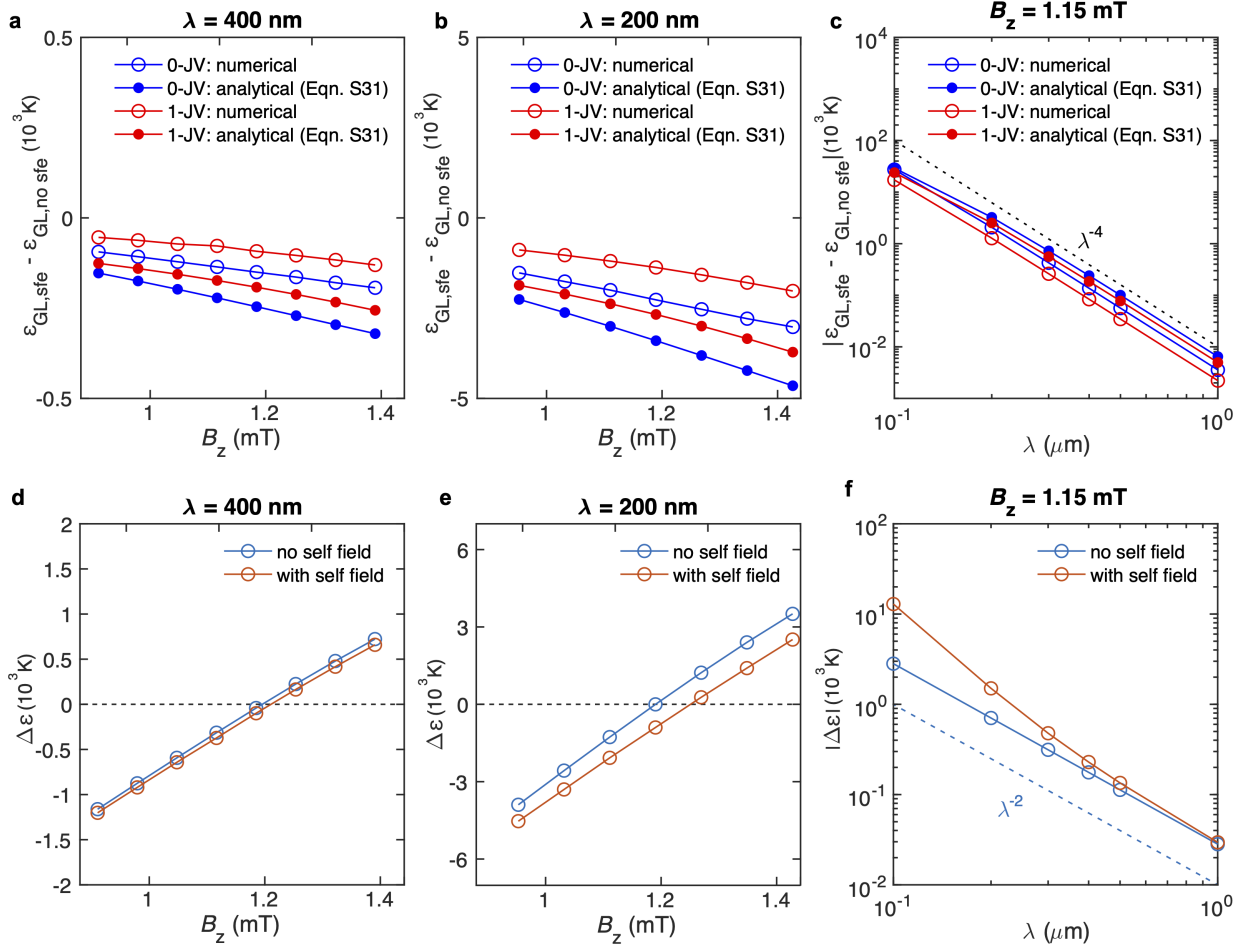 a
λ = 400 nm
0.5
0
-0.5
ε_GL,sfe - ε_GL,no sfe (10^3 K)
0-JV: numerical
0-JV: analytical (Eqn. S31)
1-JV: numerical
1-JV: analytical (Eqn. S31)
1
1.2
1.4
B_z (mT)
b
λ = 200 nm
5
0
-5
ε_GL,sfe - ε_GL,no sfe (10^3 K)
0-JV: numerical
0-JV: analytical (Eqn. S31)
1-JV: numerical
1-JV: analytical (Eqn. S31)
1
1.2
1.4
B_z (mT)
c
B_z = 1.15 mT
10^4
10^2
10^0
10^-2
|ε_GL,sfe - ε_GL,no sfe|(10^3 K)
0-JV: numerical
0-JV: analytical (Eqn. S31)
1-JV: numerical
1-JV: analytical (Eqn. S31)
λ^-4
10^-1
10^0
λ (μm)
d
λ = 400 nm
2
1.5
1
0.5
0
-0.5
-1
-1.5
-2
Δε (10^3 K)
no self field
with self field
1
1.2
1.4
B_z (mT)
e
λ = 200 nm
6
3
0
-3
-6
Δε (10^3 K)
no self field
with self field
1
1.2
1.4
B_z (mT)
f
B_z = 1.15 mT
10^2
10^1
10^0
10^-1
10^-2
|Δε| (10^3 K)
no self field
with self field
λ^-2
10^-1
10^0
λ (μm)